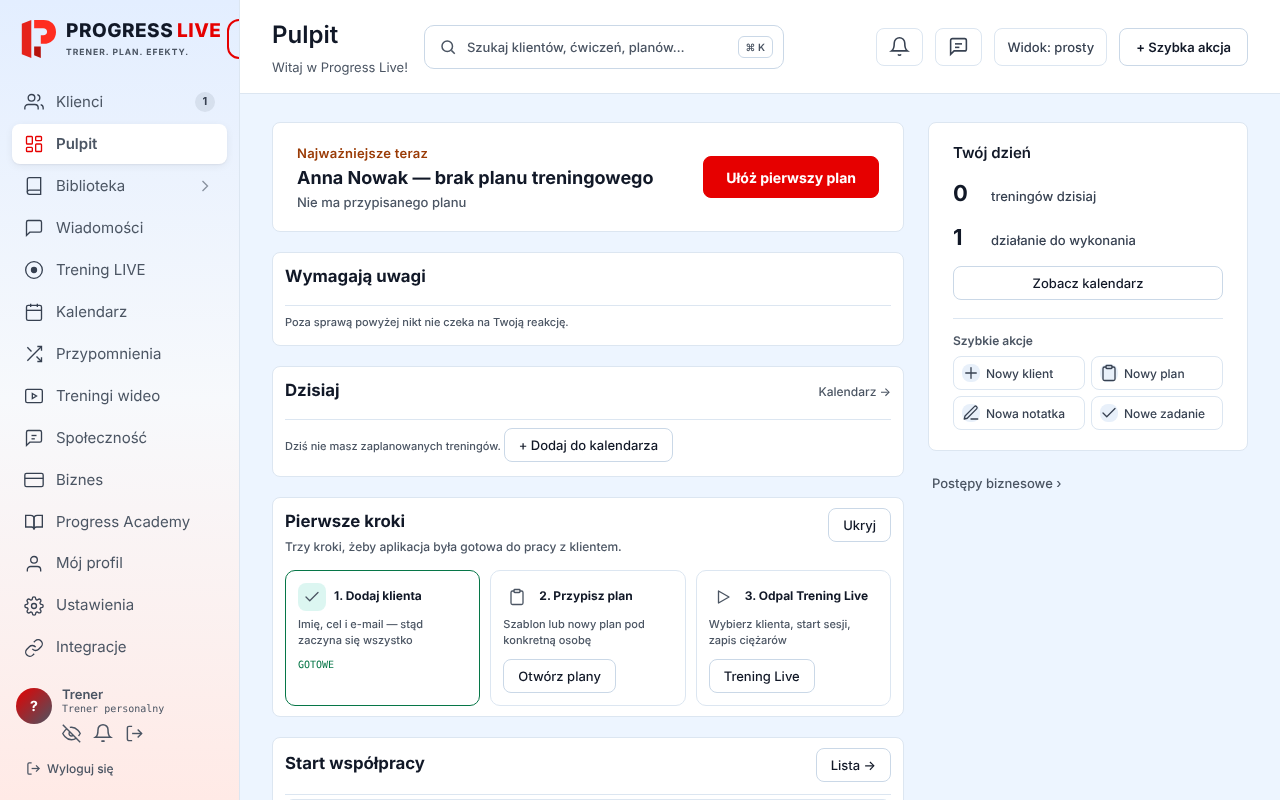 PROGRESS LIVE
TRENER. PLAN. EFEKTY.
Klienci
1
Pulpit
Biblioteka
Wiadomości
Trening LIVE
Kalendarz
Przypomnienia
Treningi wideo
Społeczność
Biznes
Progress Academy
Mój profil
Ustawienia
Integracje
?
Trener
Trener personalny
Wyloguj się
Pulpit
Witaj w Progress Live!
Szukaj klientów, ćwiczeń, planów...
⌘ K
Widok: prosty
+ Szybka akcja
Najważniejsze teraz
Anna Nowak — brak planu treningowego
Nie ma przypisanego planu
Ułóż pierwszy plan
Wymagają uwagi
Poza sprawą powyżej nikt nie czeka na Twoją reakcję.
Dzisiaj
Kalendarz →
Dziś nie masz zaplanowanych treningów.
+ Dodaj do kalendarza
Pierwsze kroki
Trzy kroki, żeby aplikacja była gotowa do pracy z klientem.
Ukryj
1. Dodaj klienta
Imię, cel i e-mail — stąd
zaczyna się wszystko
GOTOWE
2. Przypisz plan
Szablon lub nowy plan pod
konkretną osobę
Otwórz plany
3. Odpal Trening Live
Wybierz klienta, start sesji,
zapis ciężarów
Trening Live
Start współpracy
Lista →
Twój dzień
0 treningów dzisiaj
1 działanie do wykonania
Zobacz kalendarz
Szybkie akcje
Nowy klient
Nowy plan
Nowa notatka
Nowe zadanie
Postępy biznesowe ›